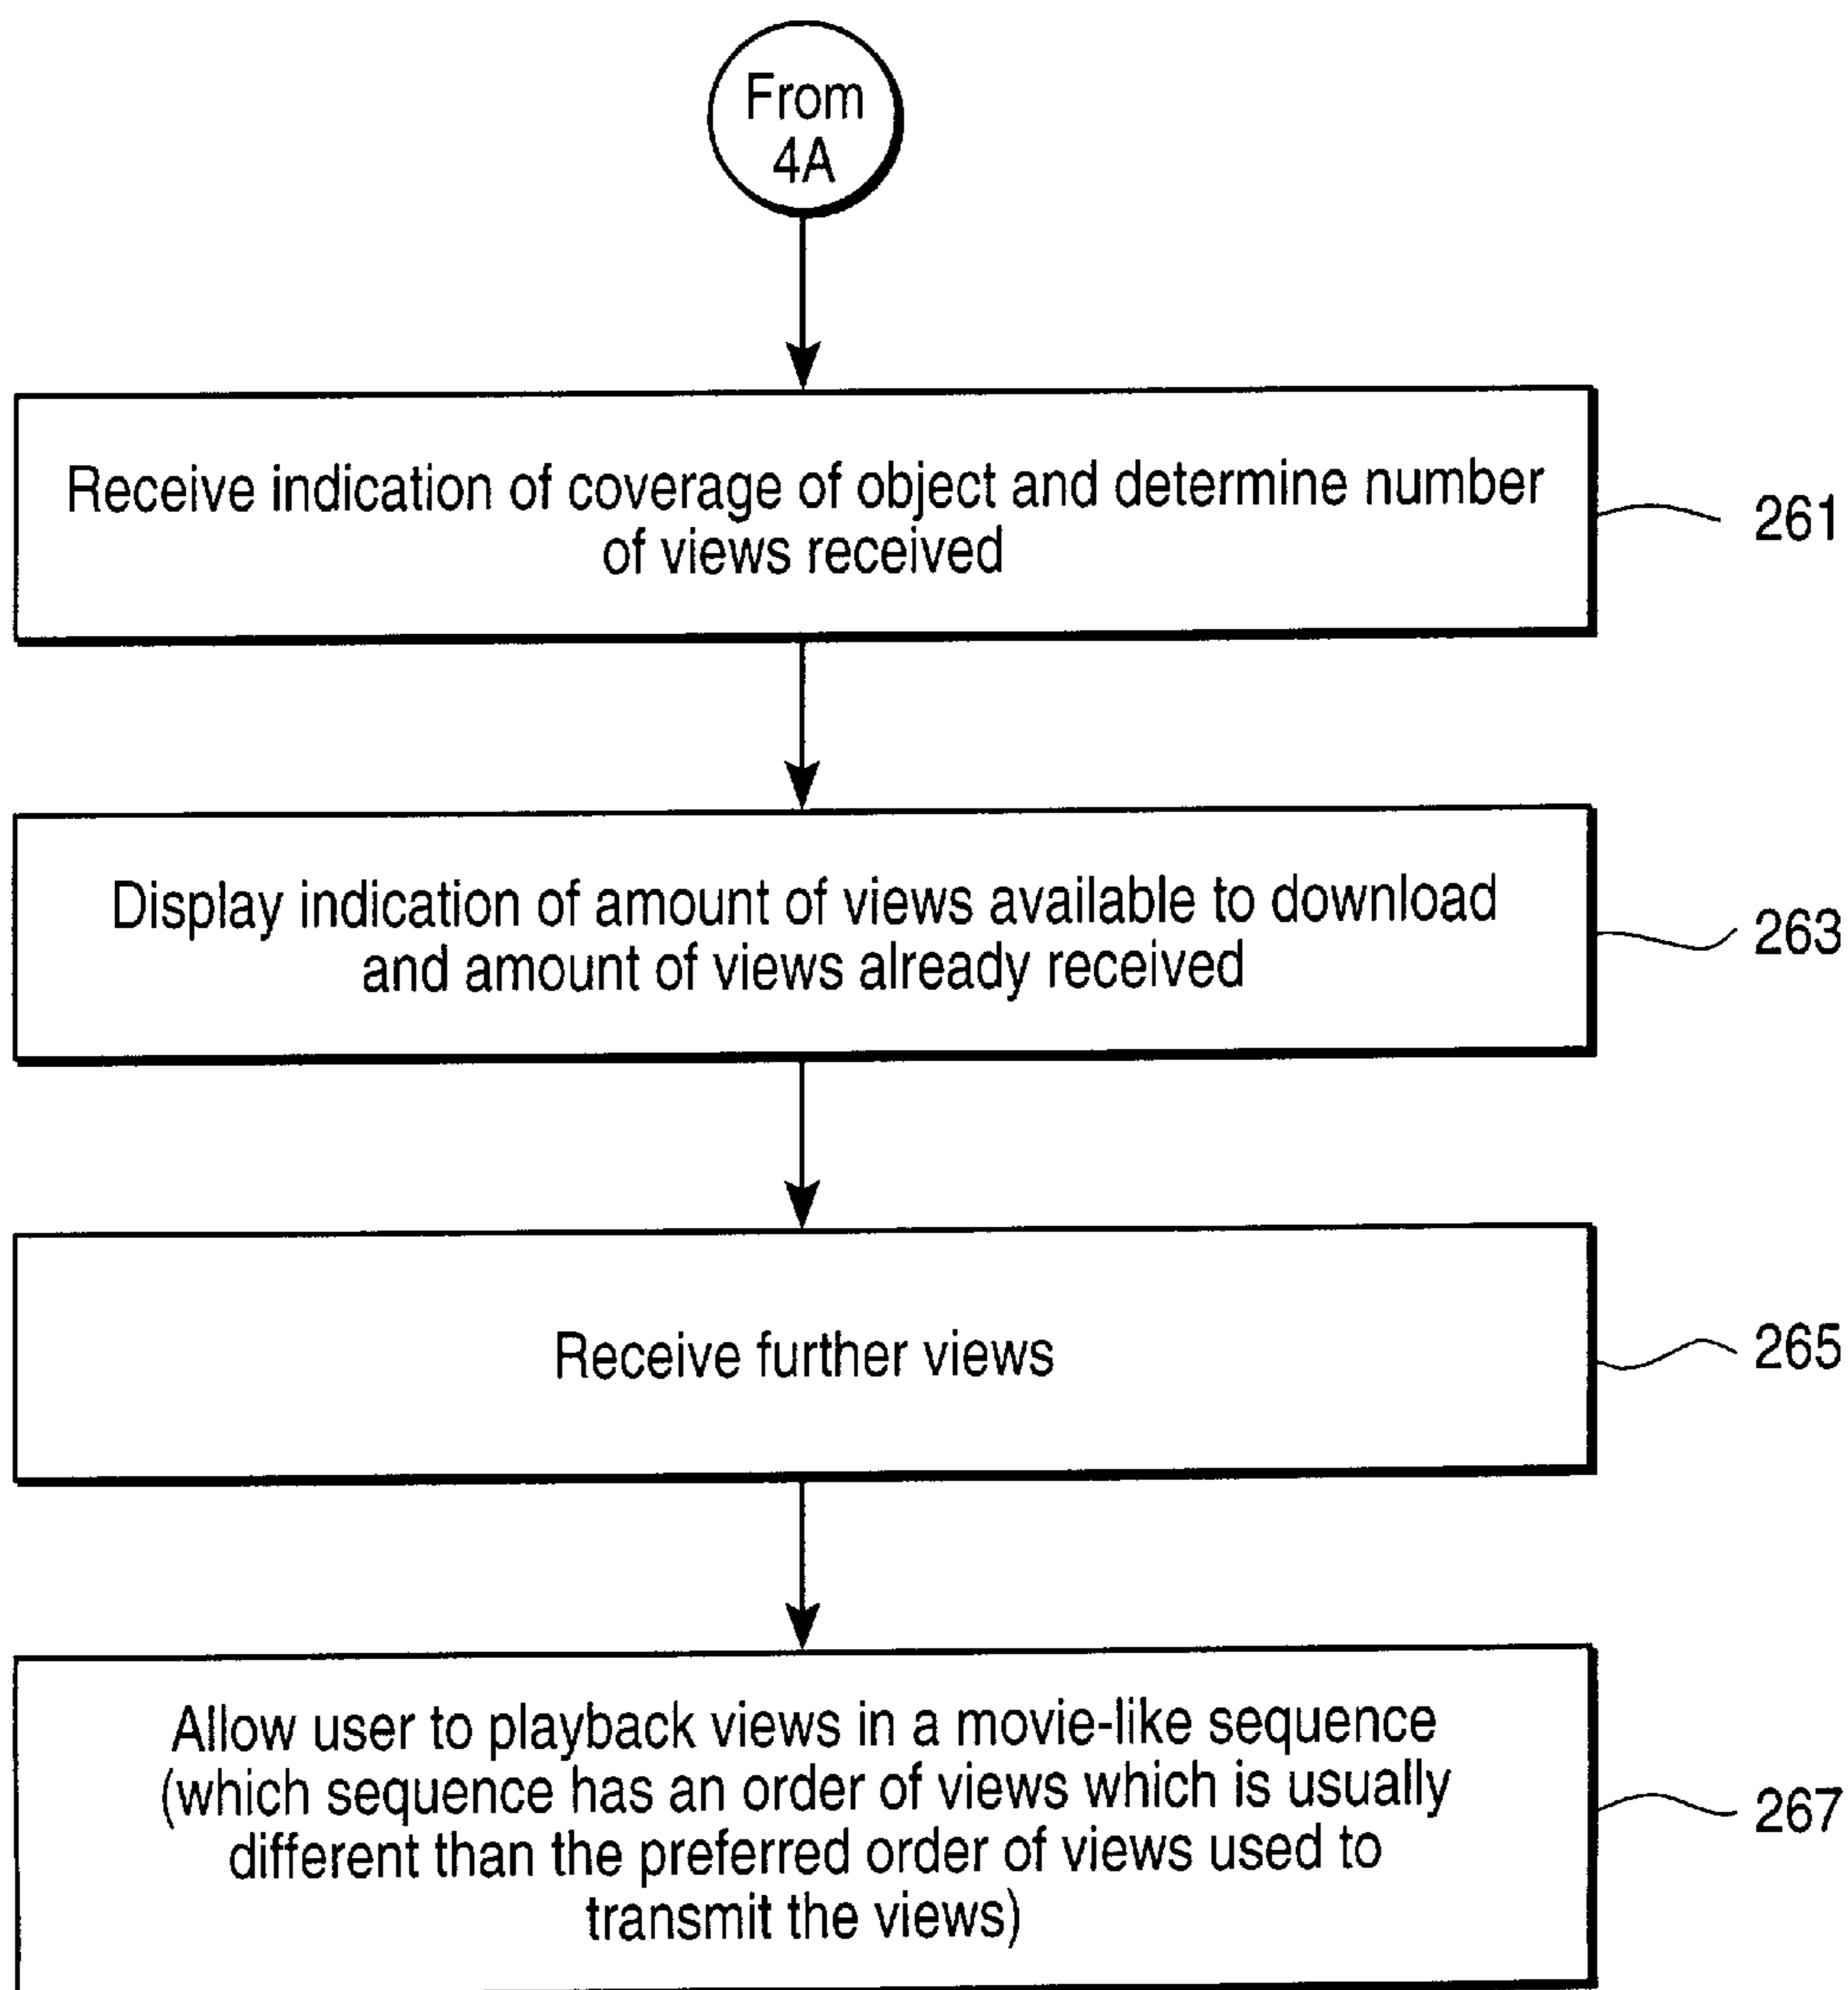 From
4A
Receive indication of coverage of object and determine number
of views received
261
Display indication of amount of views available to download
and amount of views already received
263
Receive further views
265
Allow user to playback views in a movie-like sequence
(which sequence has an order of views which is usually
different than the preferred order of views used to
transmit the views)
267